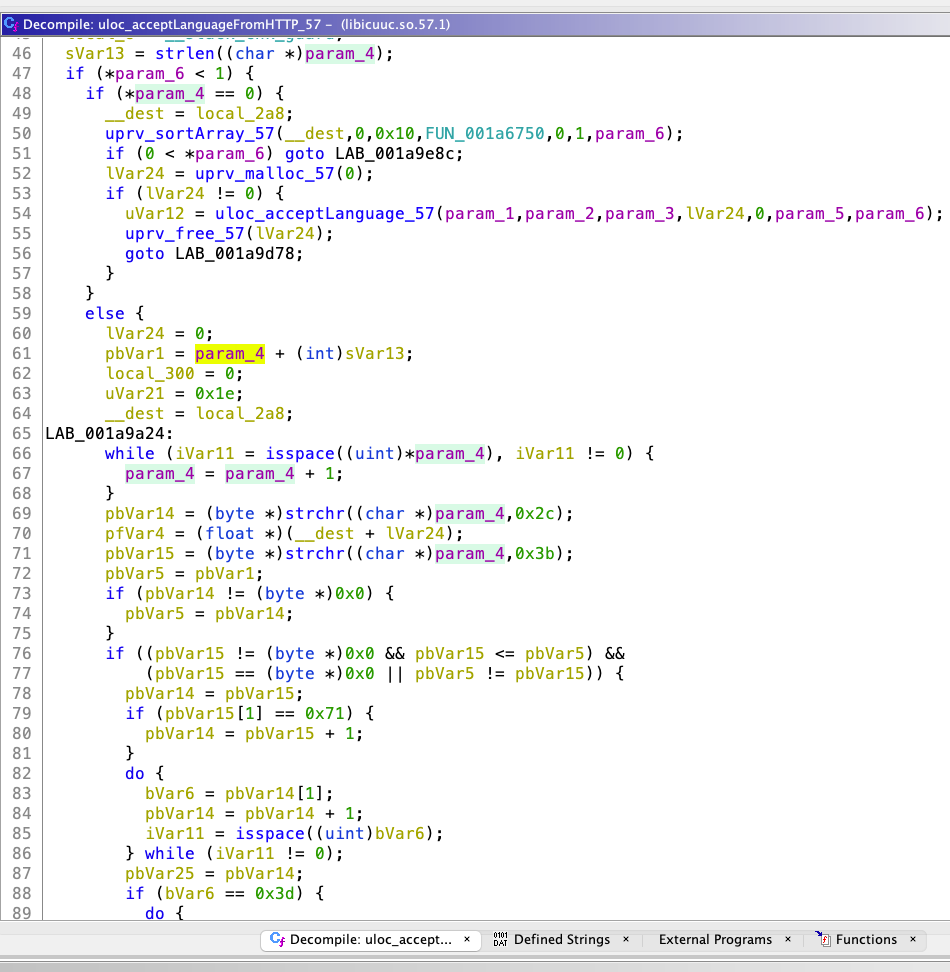 Decompile: uloc_acceptLanguageFromHTTP_57 - (libicuuc.so.57.1)
46 sVar13 = strlen((char *)param_4);
47 if (*param_6 < 1) {
48 if (*param_4 == 0) {
49 __dest = local_2a8;
50 uprv_sortArray_57(__dest,0,0x10,FUN_001a6750,0,1,param_6);
51 if (0 < *param_6) goto LAB_001a9e8c;
52 lVar24 = uprv_malloc_57(0);
53 if (lVar24 != 0) {
54 uVar12 = uloc_acceptLanguage_57(param_1,param_2,param_3,lVar24,0,param_5,param_6);
55 uprv_free_57(lVar24);
56 goto LAB_001a9d78;
57 }
58 }
59 else {
60 lVar24 = 0;
61 pbVar1 = param_4 + (int)sVar13;
62 local_300 = 0;
63 uVar21 = 0x1e;
64 __dest = local_2a8;
65 LAB_001a9a24:
66 while (iVar11 = isspace((uint)*param_4), iVar11 != 0) {
67 param_4 = param_4 + 1;
68 }
69 pbVar14 = (byte *)strchr((char *)param_4,0x2c);
70 pfVar4 = (float *)(__dest + lVar24);
71 pbVar15 = (byte *)strchr((char *)param_4,0x3b);
72 pbVar5 = pbVar1;
73 if (pbVar14 != (byte *)0x0) {
74 pbVar5 = pbVar14;
75 }
76 if ((pbVar15 != (byte *)0x0 && pbVar15 <= pbVar5) &&
77 (pbVar15 == (byte *)0x0 || pbVar5 != pbVar15)) {
78 pbVar14 = pbVar15;
79 if (pbVar15[1] == 0x71) {
80 pbVar14 = pbVar15 + 1;
81 }
82 do {
83 bVar6 = pbVar14[1];
84 pbVar14 = pbVar14 + 1;
85 iVar11 = isspace((uint)bVar6);
86 } while (iVar11 != 0);
87 pbVar25 = pbVar14;
88 if (bVar6 == 0x3d) {
89 do {
Decompile: uloc_accept... × 0101 DAT Defined Strings × External Programs × f Functions ×